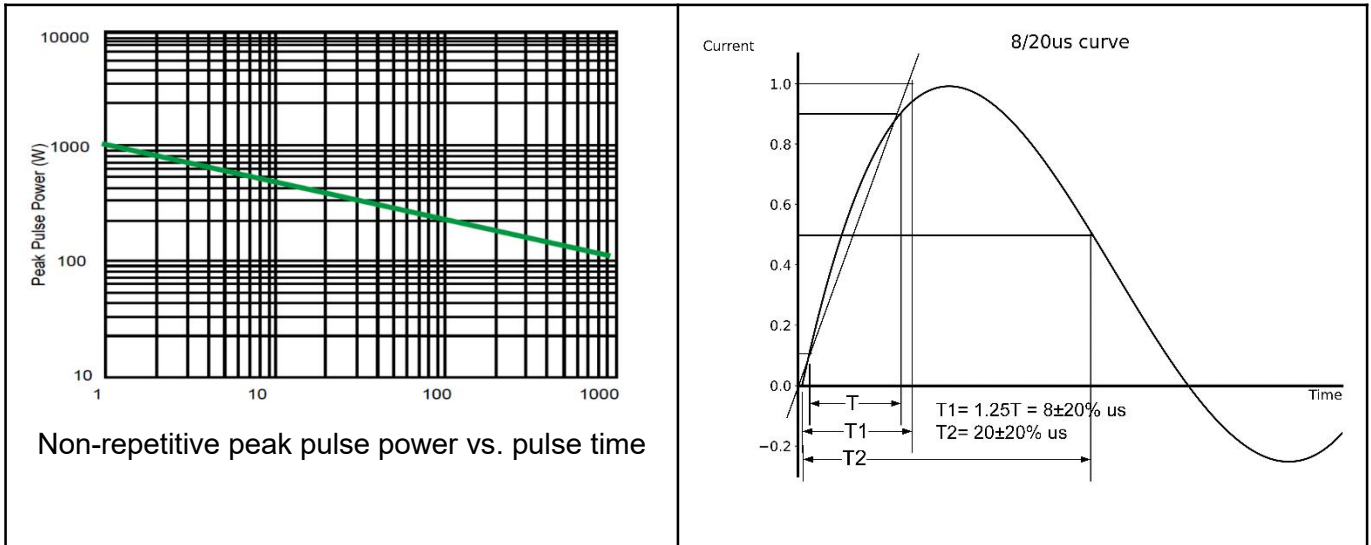 10000
1000
100
10
Peak Pulse Power (W)
1
10
100
1000
Non-repetitive peak pulse power vs. pulse time
8/20us curve
Current
1.0
0.8
0.6
0.4
0.2
0.0
−0.2
Time
T
T1
T2
T1= 1.25T = 8±20% us
T2= 20±20% us